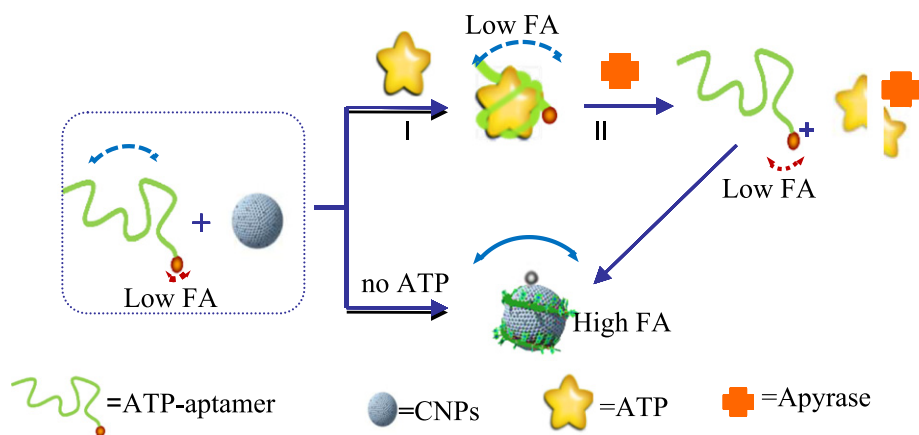 Low FA
I
II
+
Low FA
+
Low FA
no ATP
High FA
=ATP-aptamer
=CNPs
=ATP
=Apyrase